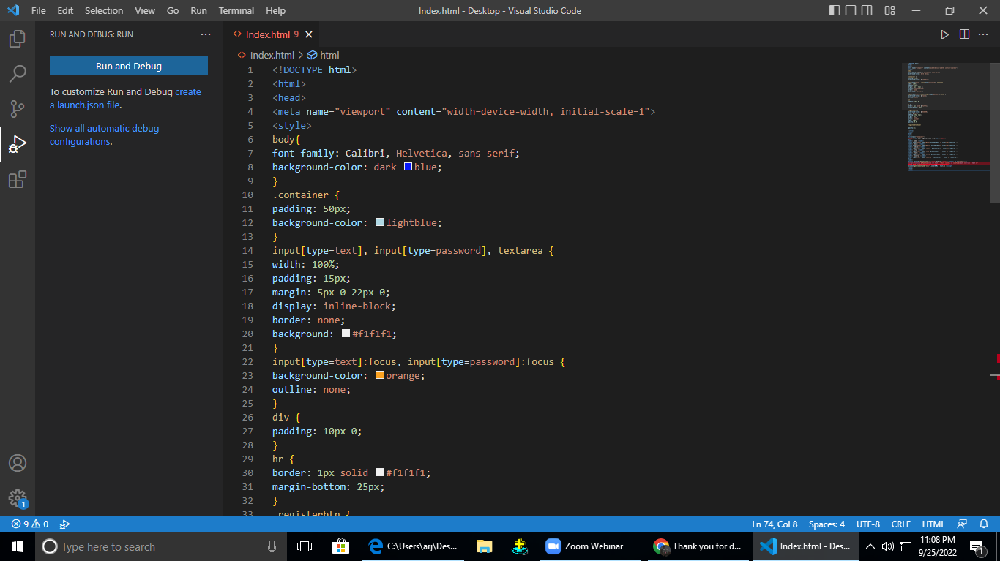 File Edit Selection View Go Run Terminal Help
Index.html - Desktop - Visual Studio Code
RUN AND DEBUG: RUN
Run and Debug
To customize Run and Debug create
a launch.json file.
Show all automatic debug
configurations.
Index.html 9
Index.html > html
1 <!DOCTYPE html>
2 <html>
3 <head>
4 <meta name="viewport" content="width=device-width, initial-scale=1">
5 <style>
6 body{
7 font-family: Calibri, Helvetica, sans-serif;
8 background-color: dark blue;
9 }
10 .container {
11 padding: 50px;
12 background-color: lightblue;
13 }
14 input[type=text], input[type=password], textarea {
15 width: 100%;
16 padding: 15px;
17 margin: 5px 0 22px 0;
18 display: inline-block;
19 border: none;
20 background: #f1f1f1;
21 }
22 input[type=text]:focus, input[type=password]:focus {
23 background-color: orange;
24 outline: none;
25 }
26 div {
27 padding: 10px 0;
28 }
29 hr {
30 border: 1px solid #f1f1f1;
31 margin-bottom: 25px;
32 }
33 .registerbtn {
1
9 0
Ln 74, Col 8 Spaces: 4 UTF-8 CRLF HTML
Type here to search
C:\Users\arj\Des...
Zoom Webinar
Thank you for d...
Index.html - Des...
11:08 PM
9/25/2022
1